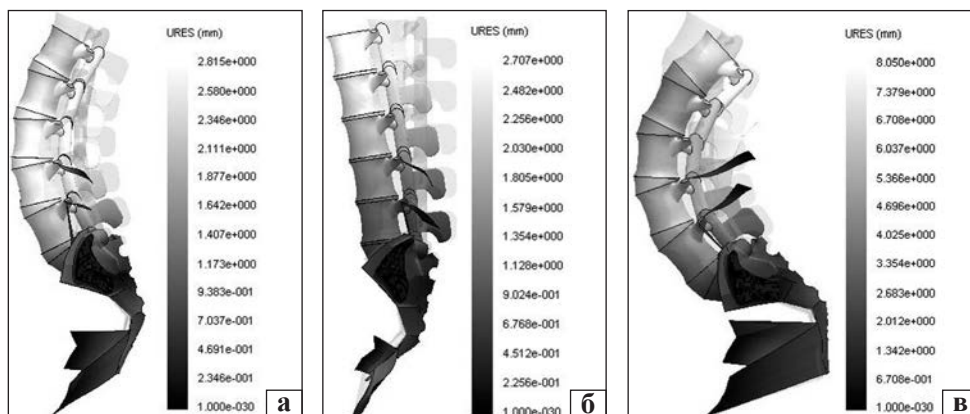 URES (mm)
2.815e+000
2.580e+000
2.346e+000
2.111e+000
1.877e+000
1.642e+000
1.407e+000
1.173e+000
9.383e-001
7.037e-001
4.691e-001
2.346e-001
1.000e-030
а
URES (mm)
2.707e+000
2.482e+000
2.256e+000
2.030e+000
1.805e+000
1.579e+000
1.354e+000
1.128e+000
9.024e-001
6.768e-001
4.512e-001
2.256e-001
1.000e-030
б
URES (mm)
8.050e+000
7.379e+000
6.708e+000
6.037e+000
5.366e+000
4.696e+000
4.025e+000
3.354e+000
2.683e+000
2.012e+000
1.342e+000
6.708e-001
1.000e-030
в